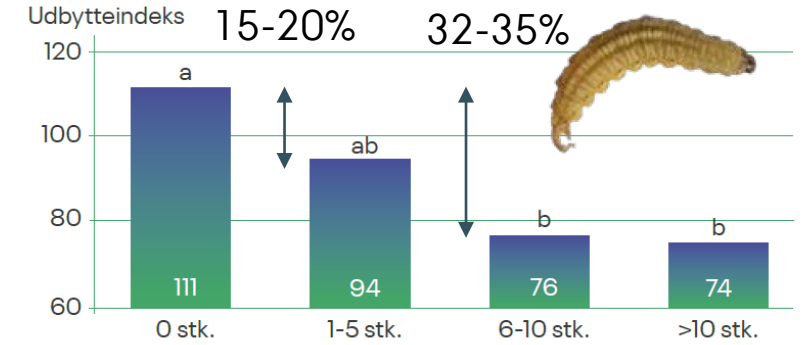 Udbytteindeks
15-20%
32-35%
120
100
80
60
a
ab
b
b
111
94
76
74
0 stk.
1-5 stk.
6-10 stk.
>10 stk.